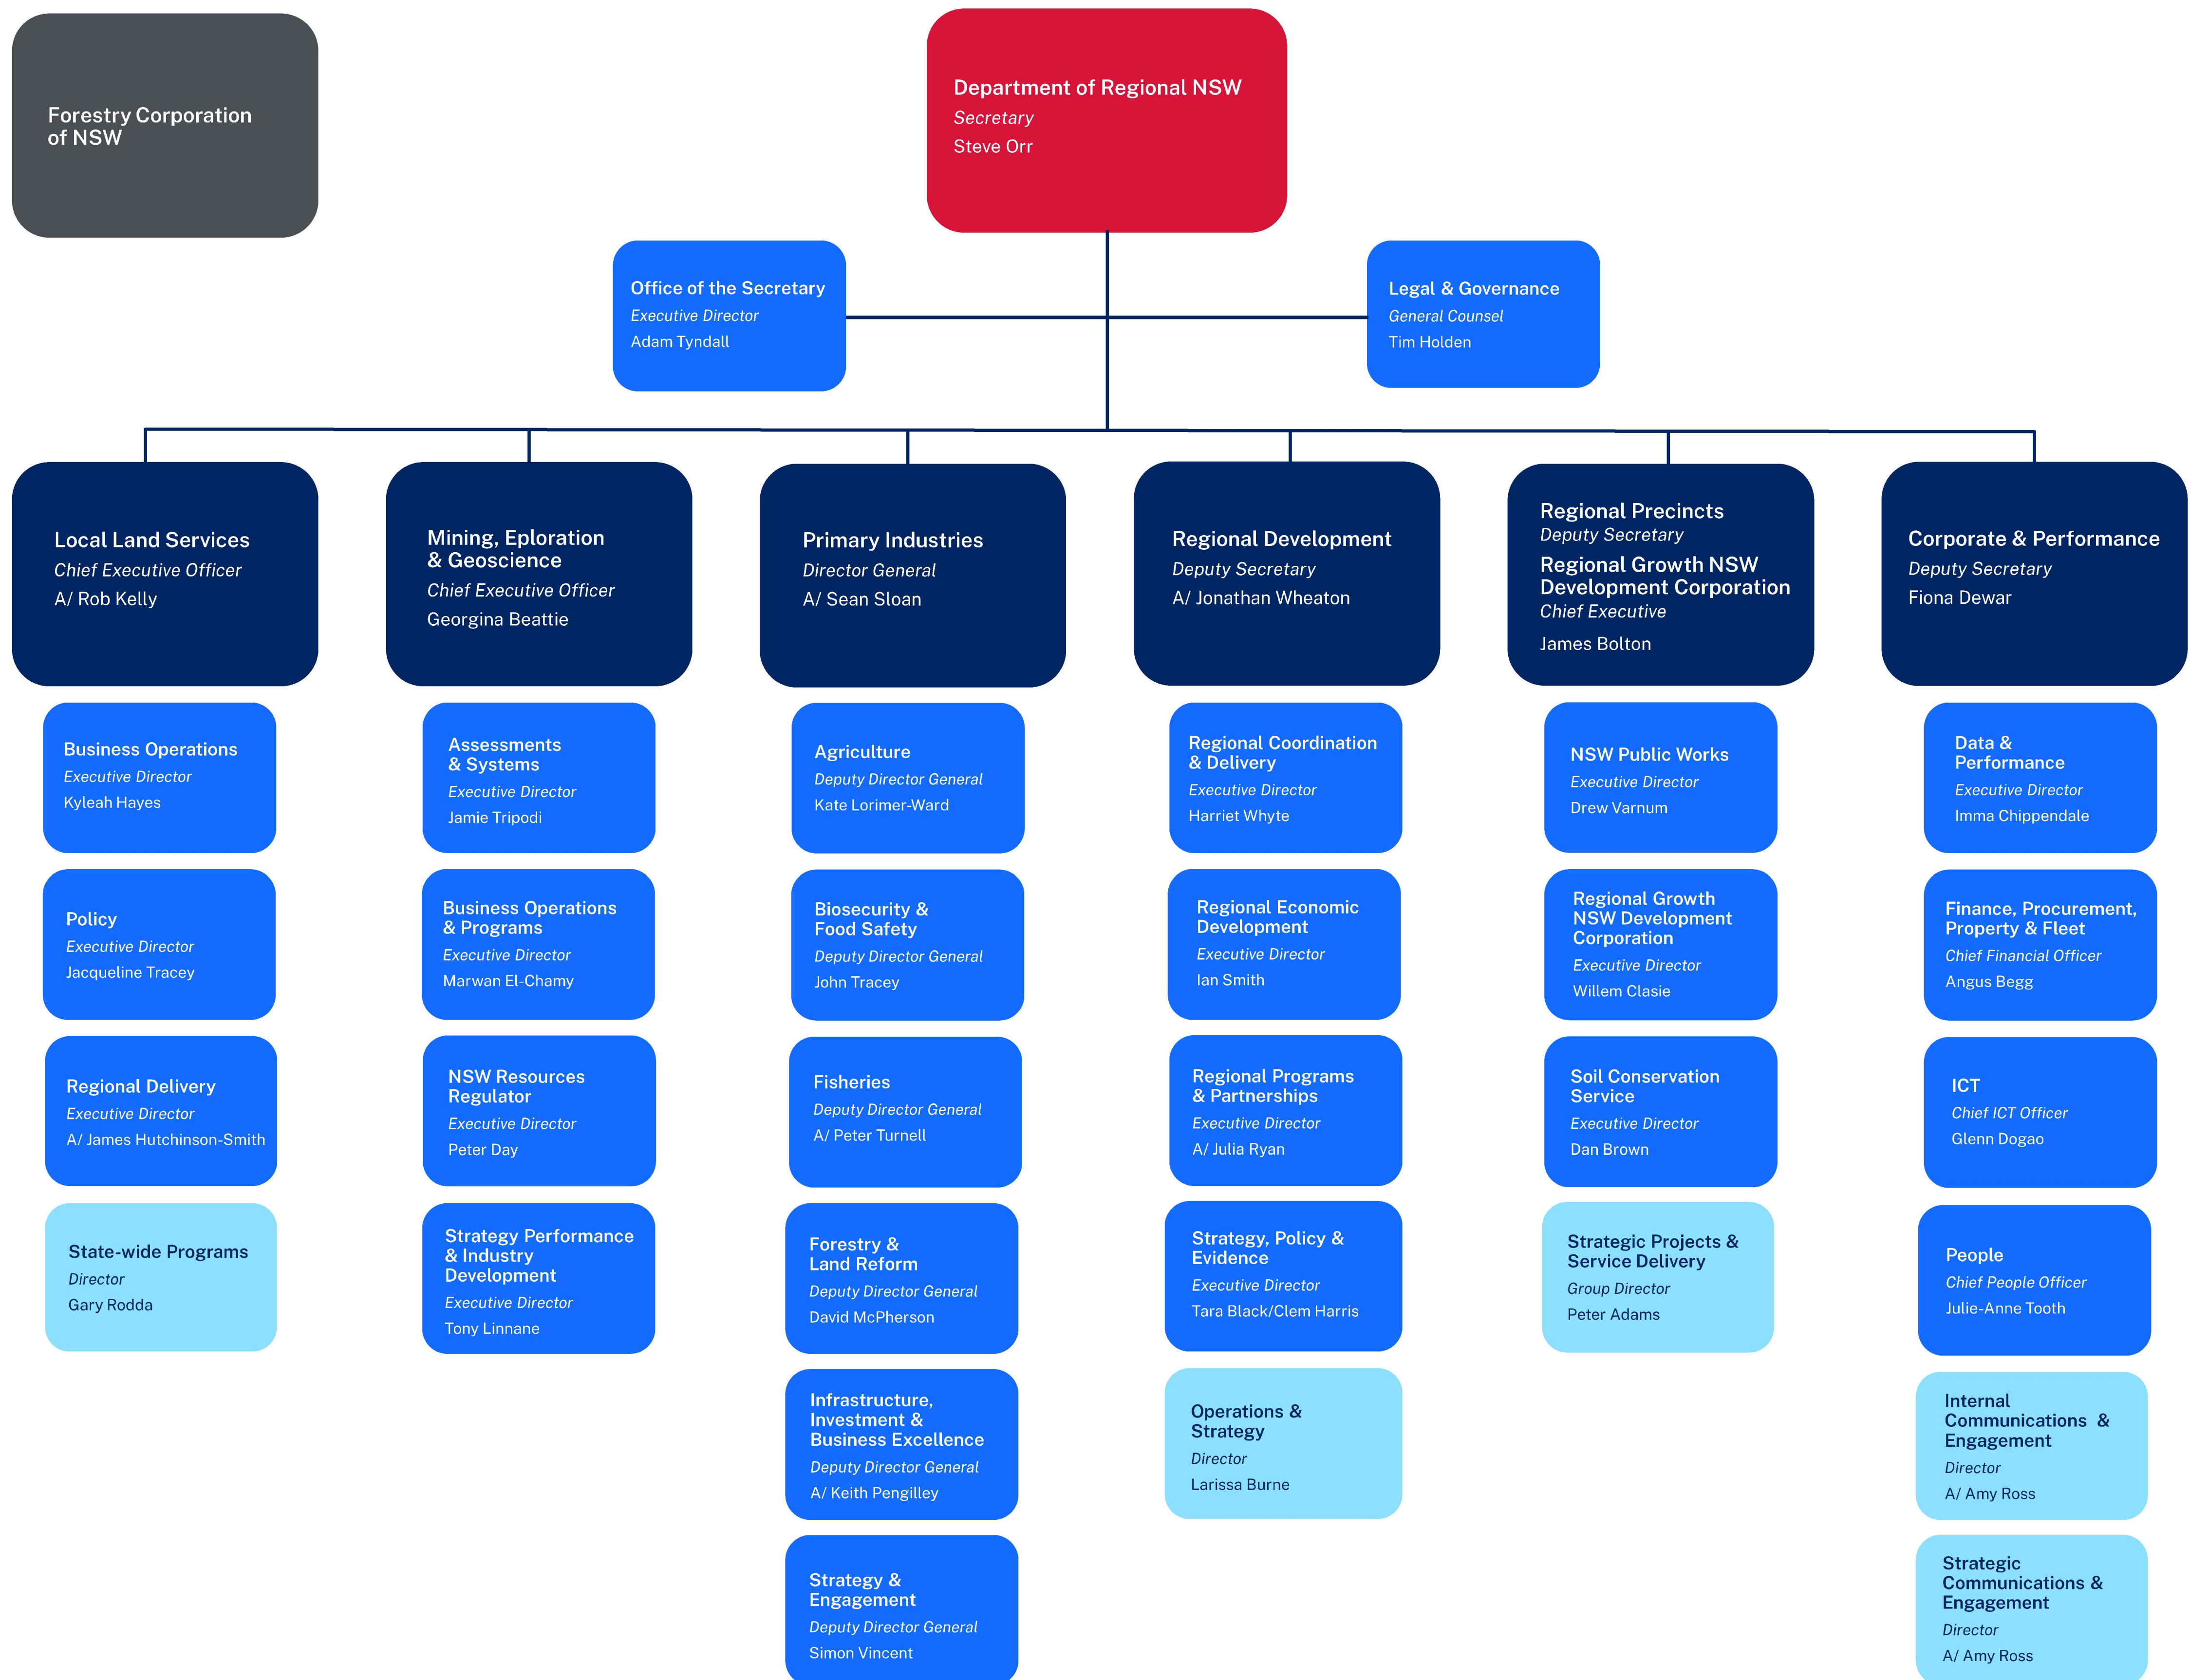 Forestry Corporation
of NSW
Department of Regional NSW
Secretary
Steve Orr
Office of the Secretary
Executive Director
Adam Tyndall
Legal & Governance
General Counsel
Tim Holden
Local Land Services
Chief Executive Officer
A/ Rob Kelly
Mining, Eploration
& Geoscience
Chief Executive Officer
Georgina Beattie
Primary Industries
Director General
A/ Sean Sloan
Regional Development
Deputy Secretary
A/ Jonathan Wheaton
Regional Precincts
Deputy Secretary
Regional Growth NSW
Development Corporation
Chief Executive
James Bolton
Corporate & Performance
Deputy Secretary
Fiona Dewar
Business Operations
Executive Director
Kyleah Hayes
Policy
Executive Director
Jacqueline Tracey
Regional Delivery
Executive Director
A/ James Hutchinson-Smith
State-wide Programs
Director
Gary Rodda
Assessments
& Systems
Executive Director
Jamie Tripodi
Business Operations
& Programs
Executive Director
Marwan El-Chamy
NSW Resources
Regulator
Executive Director
Peter Day
Strategy Performance
& Industry
Development
Executive Director
Tony Linnane
Agriculture
Deputy Director General
Kate Lorimer-Ward
Biosecurity &
Food Safety
Deputy Director General
John Tracey
Fisheries
Deputy Director General
A/ Peter Turnell
Forestry &
Land Reform
Deputy Director General
David McPherson
Infrastructure,
Investment &
Business Excellence
Deputy Director General
A/ Keith Pengilley
Strategy &
Engagement
Deputy Director General
Simon Vincent
Regional Coordination
& Delivery
Executive Director
Harriet Whyte
Regional Economic
Development
Executive Director
Ian Smith
Regional Programs
& Partnerships
Executive Director
A/ Julia Ryan
Strategy, Policy &
Evidence
Executive Director
Tara Black/Clem Harris
Operations &
Strategy
Director
Larissa Burne
NSW Public Works
Executive Director
Drew Varnum
Regional Growth
NSW Development
Corporation
Executive Director
Willem Clasie
Soil Conservation
Service
Executive Director
Dan Brown
Strategic Projects &
Service Delivery
Group Director
Peter Adams
Data &
Performance
Executive Director
Imma Chippendale
Finance, Procurement,
Property & Fleet
Chief Financial Officer
Angus Begg
ICT
Chief ICT Officer
Glenn Dogao
People
Chief People Officer
Julie-Anne Tooth
Internal
Communications &
Engagement
Director
A/ Amy Ross
Strategic
Communications &
Engagement
Director
A/ Amy Ross